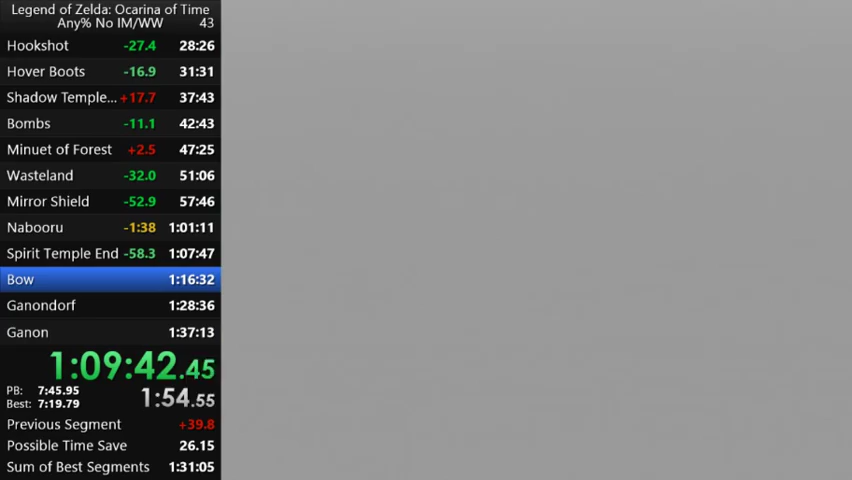 Legend of Zelda: Ocarina of Time
Any% No IM/WW 43
Hookshot -27.4 28:26
Hover Boots -16.9 31:31
Shadow Temple... +17.7 37:43
Bombs -11.1 42:43
Minuet of Forest +2.5 47:25
Wasteland -32.0 51:06
Mirror Shield -52.9 57:46
Nabooru -1:38 1:01:11
Spirit Temple End -58.3 1:07:47
Bow 1:16:32
Ganondorf 1:28:36
Ganon 1:37:13
1:09:42.45
PB: 7:45.95
Best: 7:19.79
1:54.55
Previous Segment +39.8
Possible Time Save 26.15
Sum of Best Segments 1:31:05